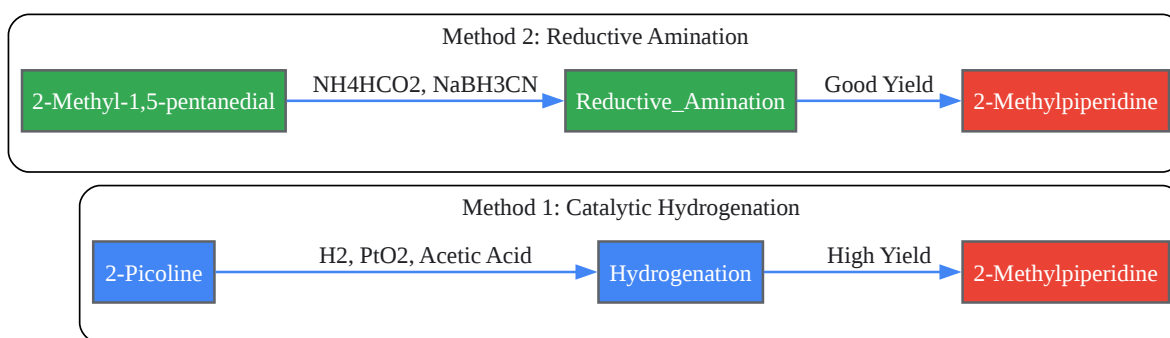 Method 2: Reductive Amination
2-Methyl-1,5-pentanedial
NH4HCO2, NaBH3CN
Reductive_Amination
Good Yield
2-Methylpiperidine
Method 1: Catalytic Hydrogenation
2-Picoline
H2, PtO2, Acetic Acid
Hydrogenation
High Yield
2-Methylpiperidine